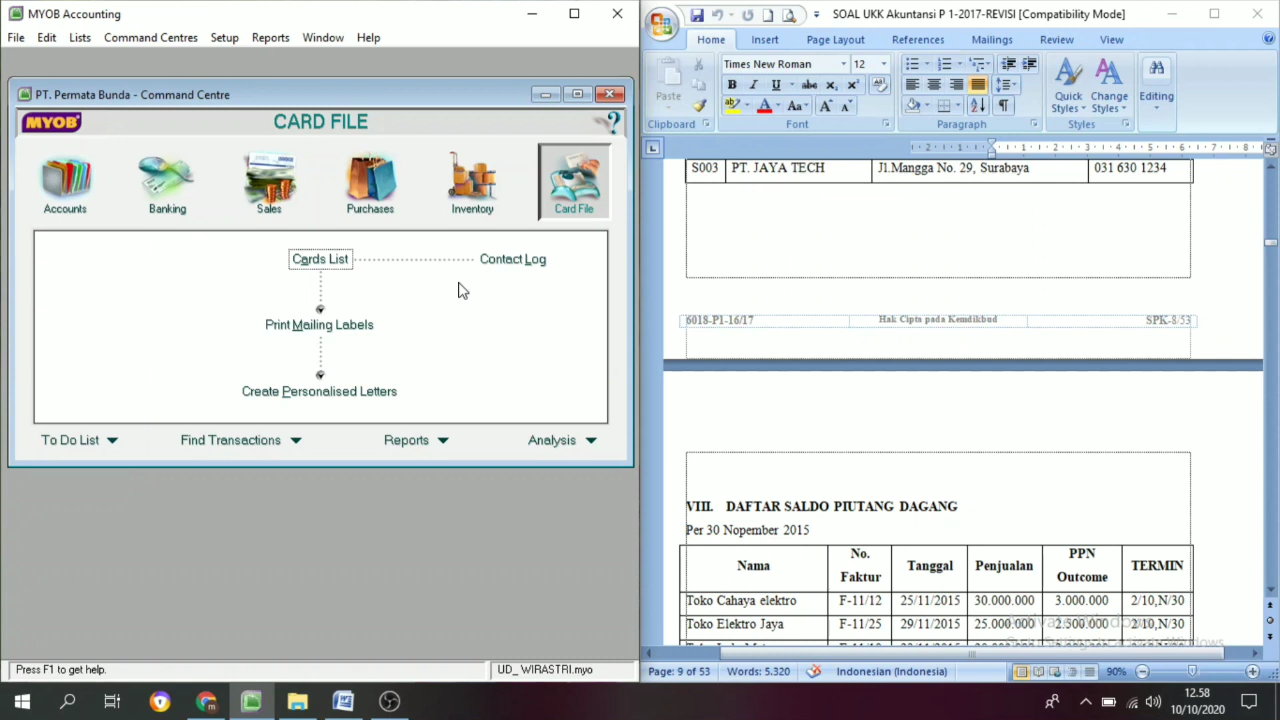 MYOB Accounting
File Edit Lists Command Centres Setup Reports Window Help
PT. Permata Bunda - Command Centre
MYOB
CARD FILE
Accounts Banking Sales Purchases Inventory Card File
Cards List Contact Log
Print Mailing Labels
Create Personalised Letters
To Do List Find Transactions Reports Analysis
Press F1 to get help. UD_WIRASTRI.myo
SOAL UKK Akuntansi P 1-2017-REVISI [Compatibility Mode]
Home Insert Page Layout References Mailings Review View
Paste
Times New Roman 12
Quick Styles Change Styles Editing
Clipboard Font Paragraph Styles
S003 PT. JAYA TECH Jl.Mangga No. 29, Surabaya 031 630 1234
6018-P1-16/17 Hak Cipta pada Kemdikbud SPK-8/53
VIII. DAFTAR SALDO PIUTANG DAGANG
Per 30 Nopember 2015
Nama No. Faktur Tanggal Penjualan PPN Outcome TERMIN
Toko Cahaya elektro F-11/12 25/11/2015 30.000.000 3.000.000 2/10,N/30
Toko Elektro Jaya F-11/25 29/11/2015 25.000.000 2.500.000 2/10,N/30
Page: 9 of 53 Words: 5.320 Indonesian (Indonesia) 90%
12.58
10/10/2020